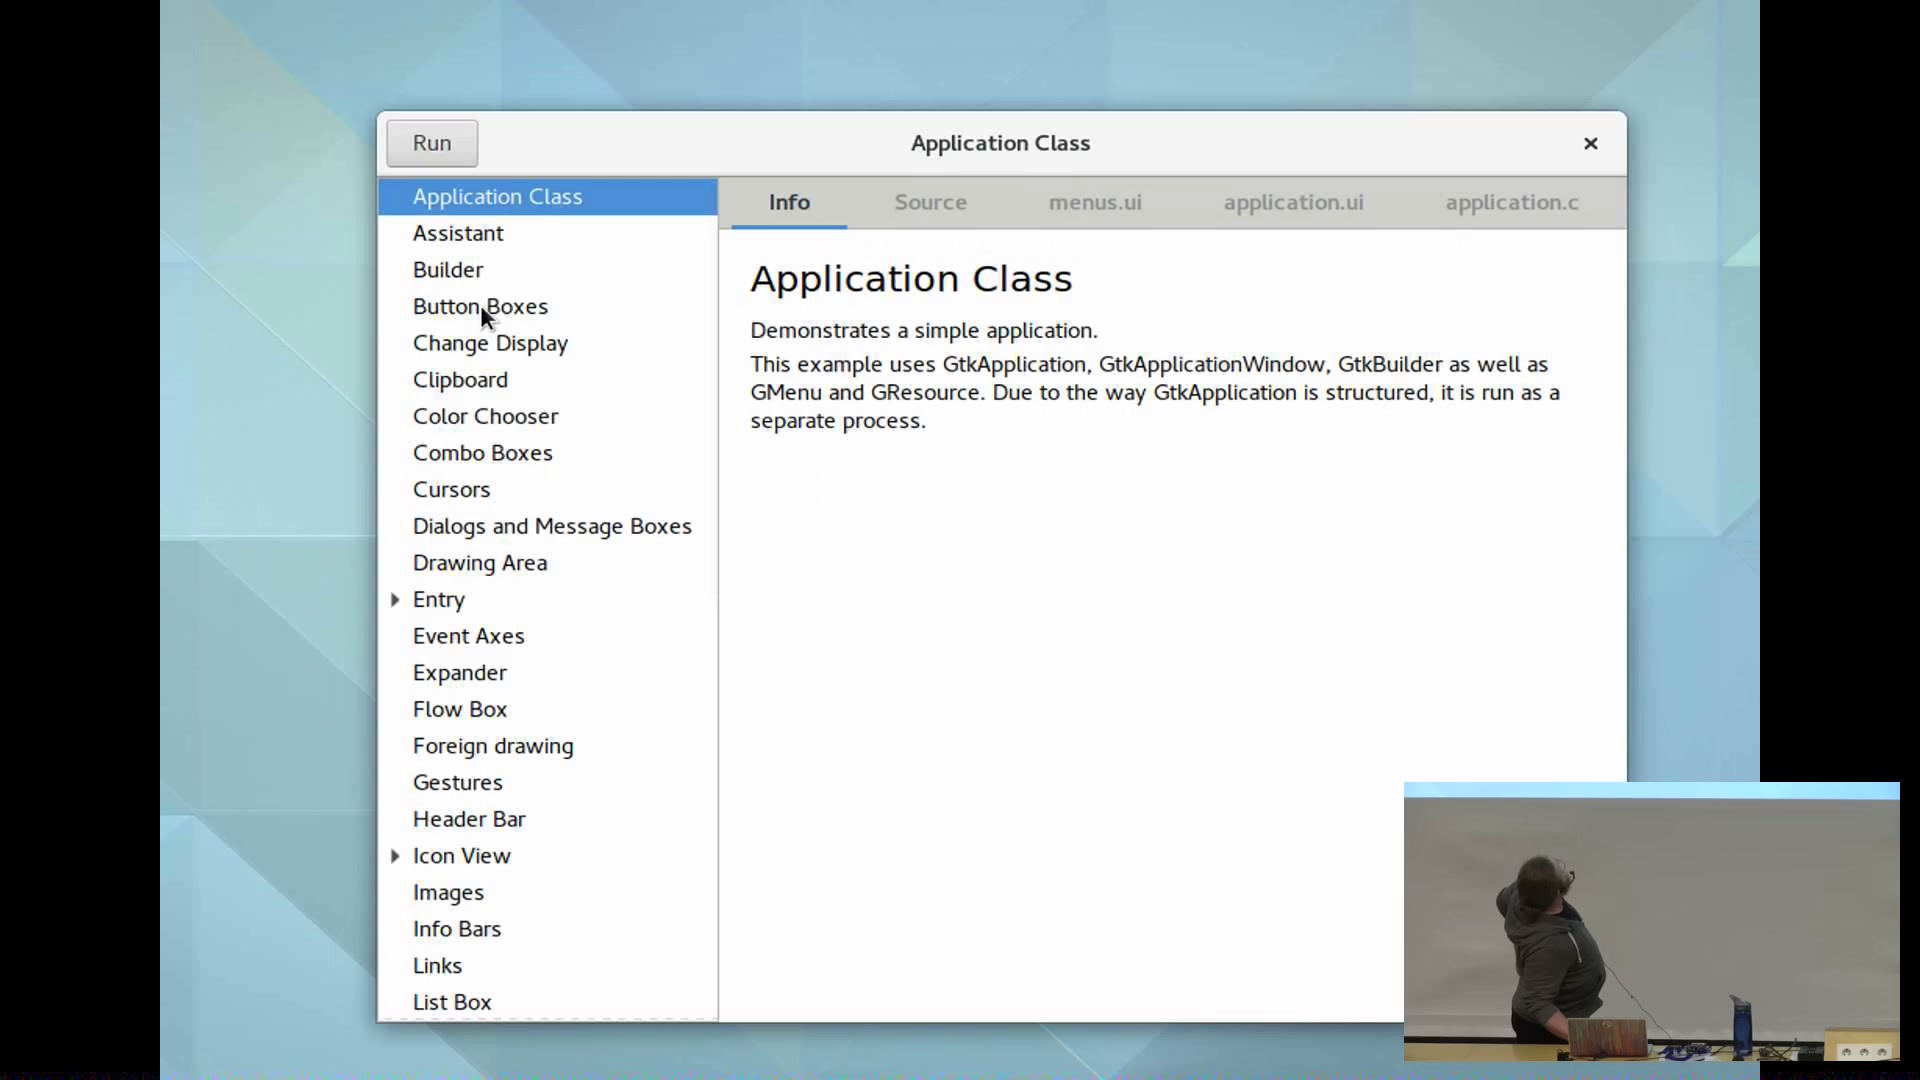 Run
Application Class
×
Application Class
Assistant
Builder
Button Boxes
Change Display
Clipboard
Color Chooser
Combo Boxes
Cursors
Dialogs and Message Boxes
Drawing Area
Entry
Event Axes
Expander
Flow Box
Foreign drawing
Gestures
Header Bar
Icon View
Images
Info Bars
Links
List Box
Info Source menus.ui application.ui application.c
Application Class
Demonstrates a simple application.
This example uses GtkApplication, GtkApplicationWindow, GtkBuilder as well as
GMenu and GResource. Due to the way GtkApplication is structured, it is run as a
separate process.